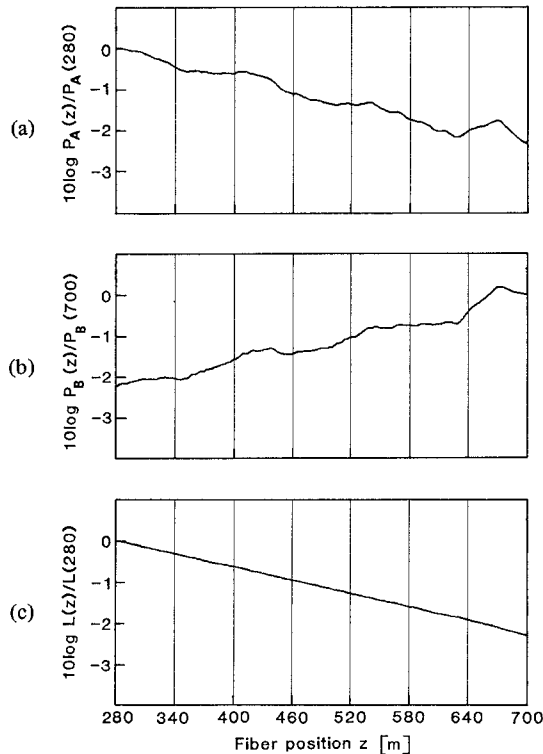 (a)
10log P_A(z)/P_A(280)
0
-1
-2
-3
(b)
10log P_B(z)/P_B(700)
0
-1
-2
-3
(c)
10log L(z)/L(280)
0
-1
-2
-3
280 340 400 460 520 580 640 700
Fiber position z [m]